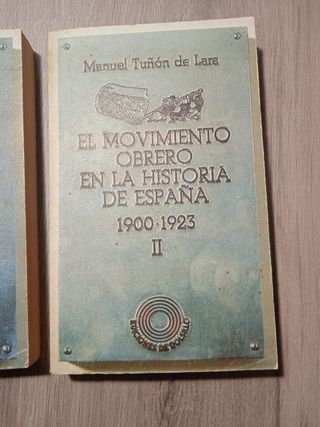 Manuel Tuñón de Lara
EL MOVIMIENTO
OBRERO
EN LA HISTORIA
DE ESPAÑA
1900·1923
II
EDICIONES DE BOLSILLO